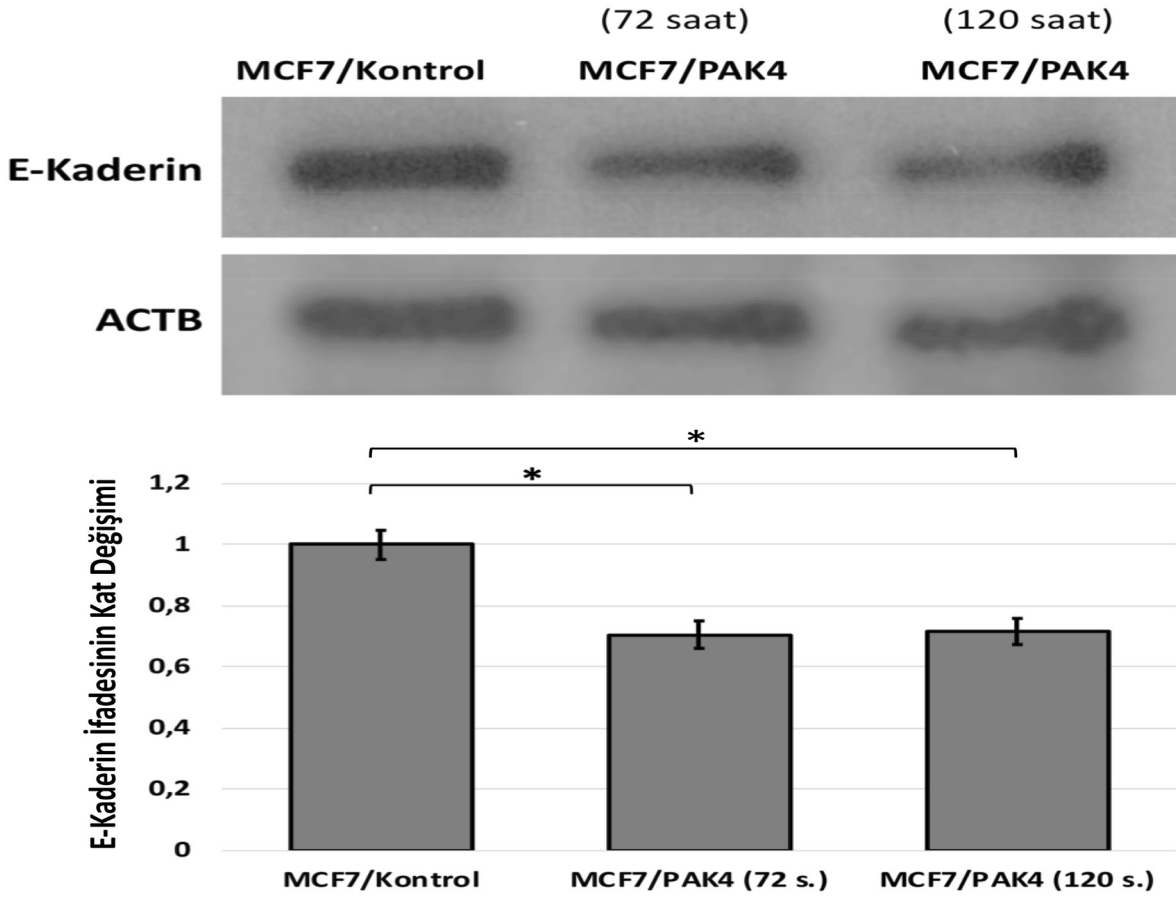 (72 saat) (120 saat)
MCF7/Kontrol MCF7/PAK4 MCF7/PAK4
E-Kaderin
ACTB
*
*
E-Kaderin İfadesinin Kat Değişimi
1,2
1
0,8
0,6
0,4
0,2
0
MCF7/Kontrol MCF7/PAK4 (72 s.) MCF7/PAK4 (120 s.)